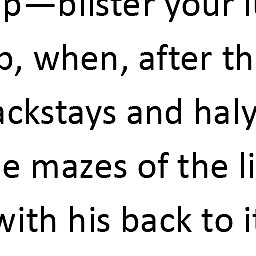 p—blister your l
p, when, after th
ackstays and haly
e mazes of the li
with his back to it